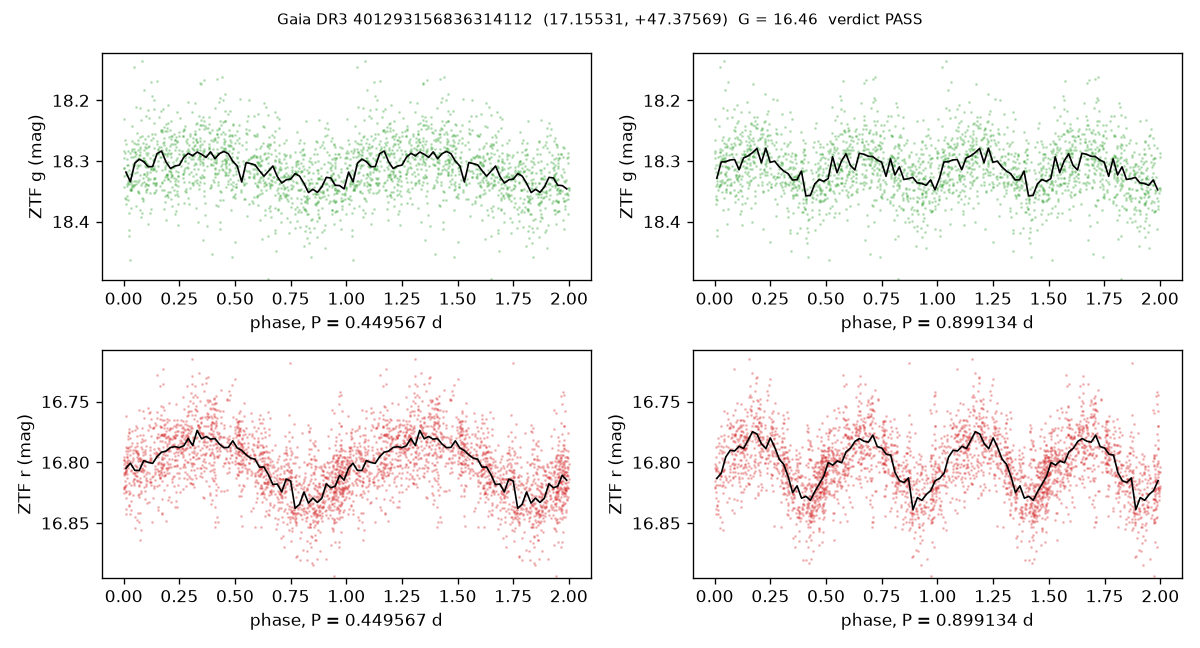 Gaia DR3 401293156836314112  (17.15531, +47.37569)  G = 16.46  verdict PASS
ZTF g (mag)
18.2
18.3
18.4
0.00 0.25 0.50 0.75 1.00 1.25 1.50 1.75 2.00
phase, P = 0.449567 d
ZTF g (mag)
18.2
18.3
18.4
0.00 0.25 0.50 0.75 1.00 1.25 1.50 1.75 2.00
phase, P = 0.899134 d
ZTF r (mag)
16.75
16.80
16.85
0.00 0.25 0.50 0.75 1.00 1.25 1.50 1.75 2.00
phase, P = 0.449567 d
ZTF r (mag)
16.75
16.80
16.85
0.00 0.25 0.50 0.75 1.00 1.25 1.50 1.75 2.00
phase, P = 0.899134 d